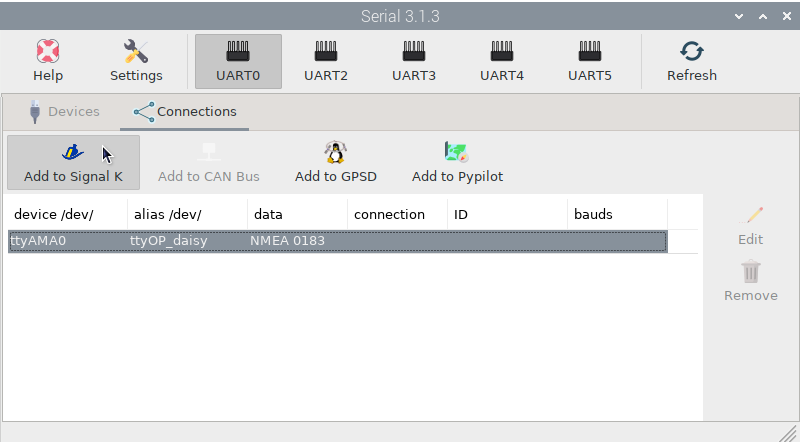 Serial 3.1.3
Help Settings UART0 UART2 UART3 UART4 UART5 Refresh
Devices Connections
Add to Signal K Add to CAN Bus Add to GPSD Add to Pypilot
device /dev/ alias /dev/ data connection ID bauds
ttyAMA0 ttyOP_daisy NMEA 0183
Edit
Remove